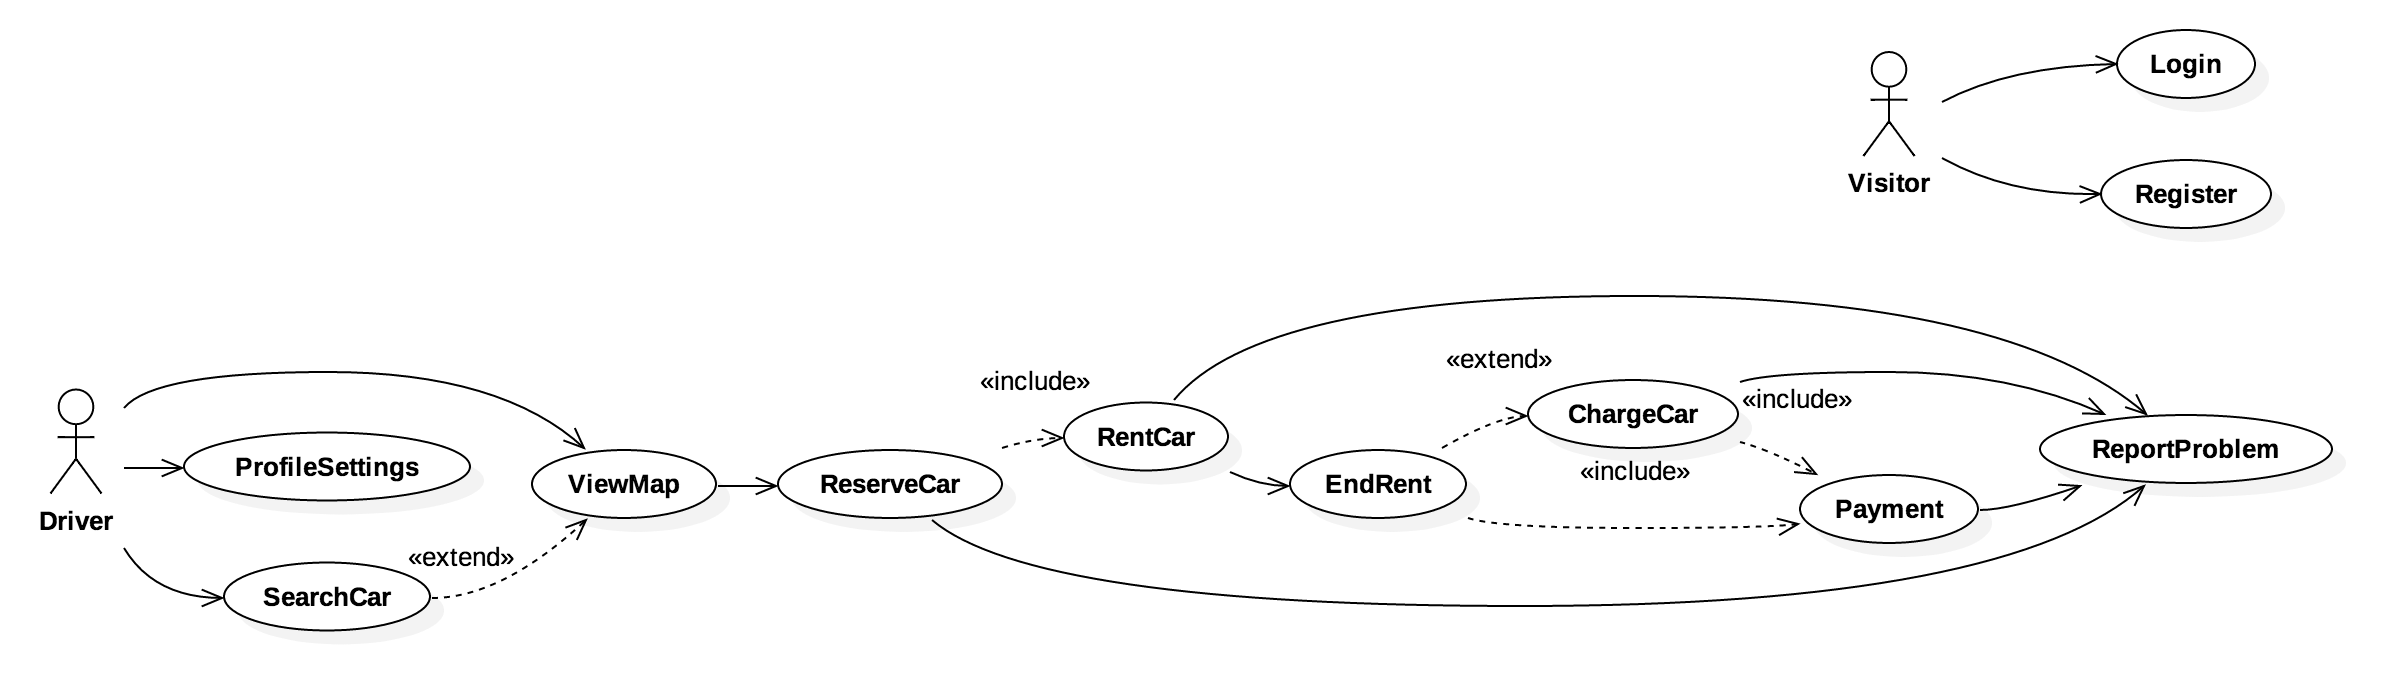 Login
Visitor
Register
«extend»
«include»
ChargeCar
«include»
RentCar
ReportProblem
ProfileSettings
«include»
ViewMap
ReserveCar
EndRent
Payment
Driver
«extend»
SearchCar